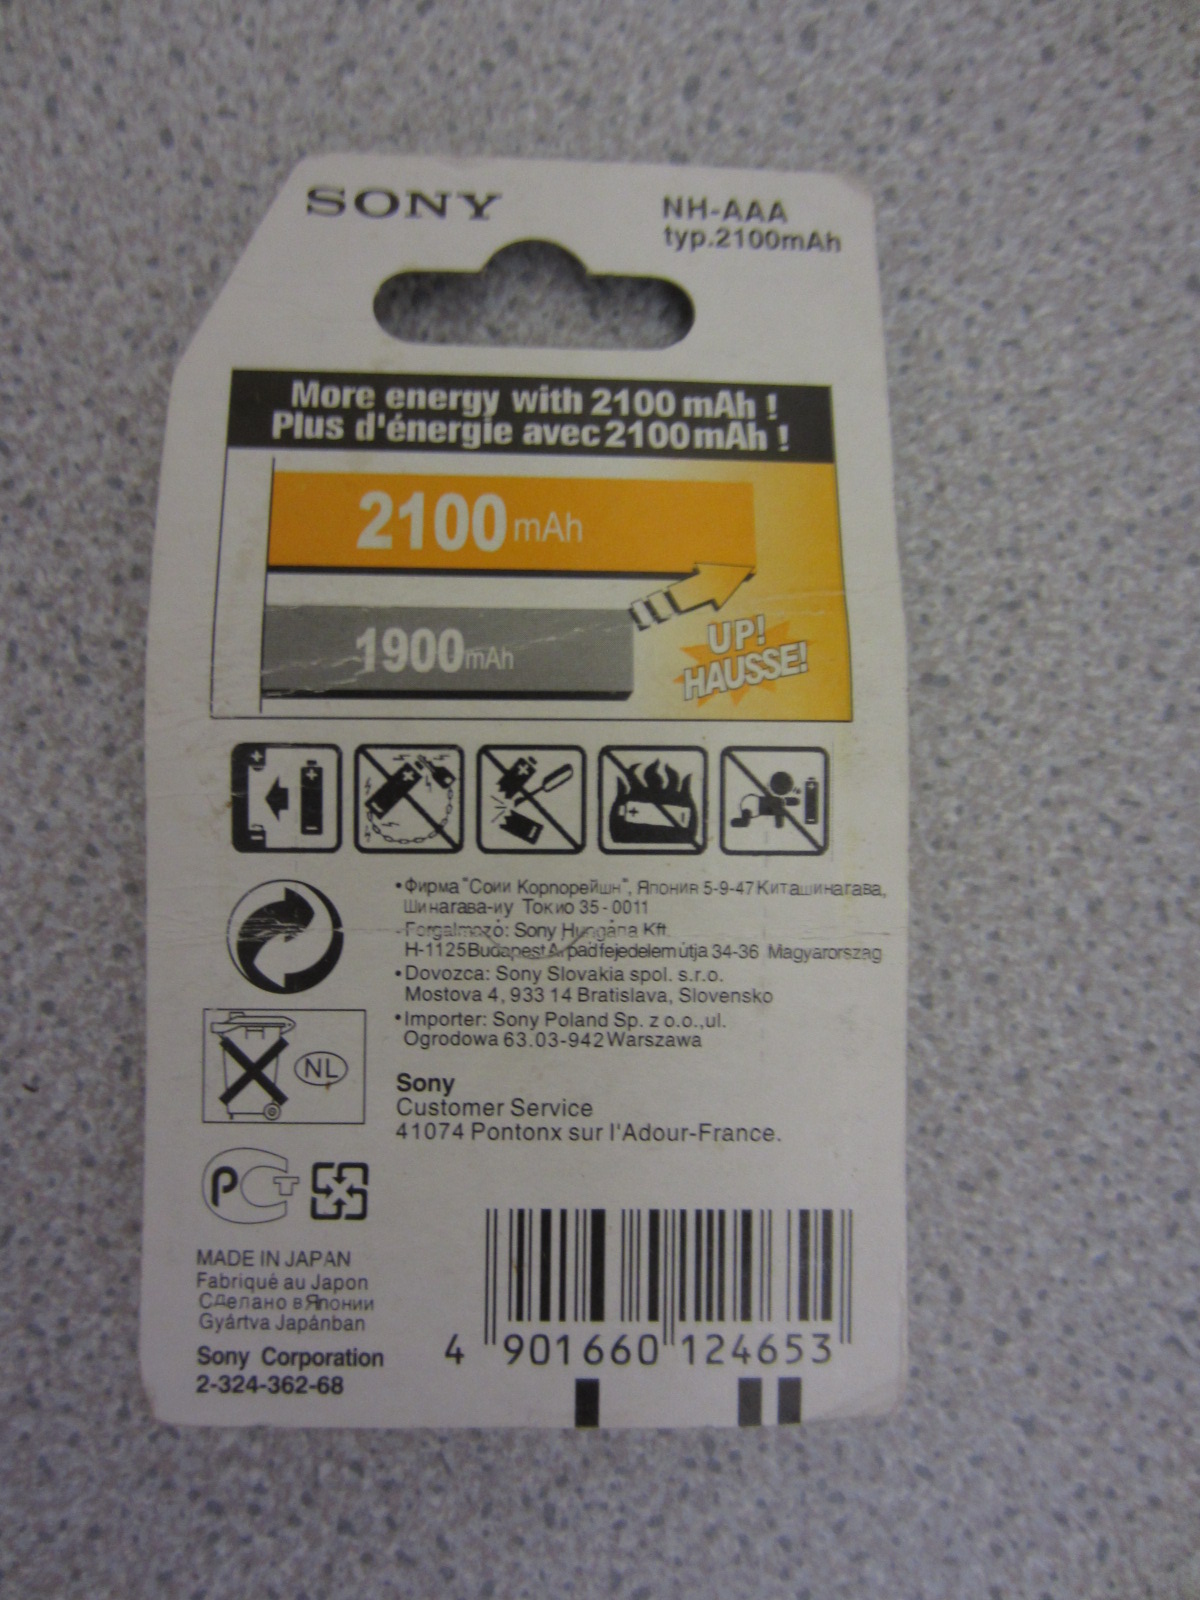 SONY
NH-AAA
typ.2100mAh
More energy with 2100 mAh !
Plus d'énergie avec 2100 mAh !
2100 mAh
1900 mAh
UP!
HAUSSE!
•Фирма "Сони Корпорейшн", Япония 5-9-47 Киташинагава,
Шинагава-иу Токио 35-0011
-Forgalmazó: Sony Hungária Kft.
H-1125 Budapest Árpád fejedelem útja 34-36 Magyarorszag
•Dovozca: Sony Slovakia spol. s.r.o.
Mostova 4, 933 14 Bratislava, Slovensko
•Importer: Sony Poland Sp. z o.o.,ul.
Ogrodowa 63.03-942 Warszawa
NL
Sony
Customer Service
41074 Pontonx sur l'Adour-France.
PCT
MADE IN JAPAN
Fabriqué au Japon
Сделано в Японии
Gyártva Japánban
Sony Corporation
2-324-362-68
4 901660 124653